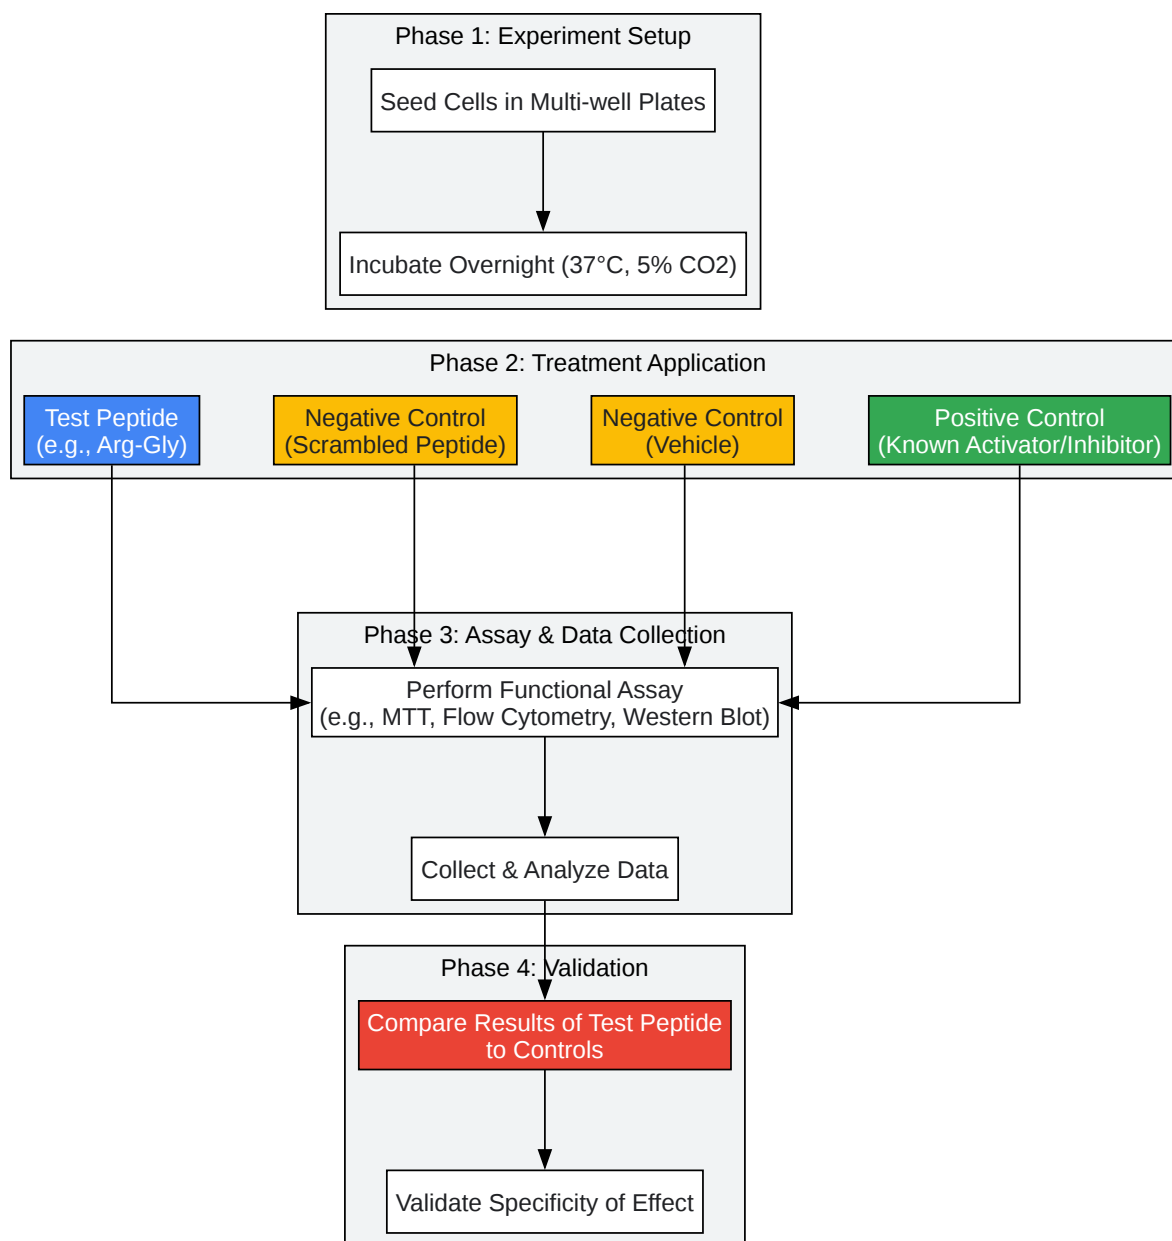 Phase 1: Experiment Setup
Seed Cells in Multi-well Plates
Incubate Overnight (37°C, 5% CO2)
Phase 2: Treatment Application
Test Peptide
(e.g., Arg-Gly)
Negative Control
(Scrambled Peptide)
Negative Control
(Vehicle)
Positive Control
(Known Activator/Inhibitor)
Phase 3: Assay & Data Collection
Perform Functional Assay
(e.g., MTT, Flow Cytometry, Western Blot)
Collect & Analyze Data
Phase 4: Validation
Compare Results of Test Peptide
to Controls
Validate Specificity of Effect